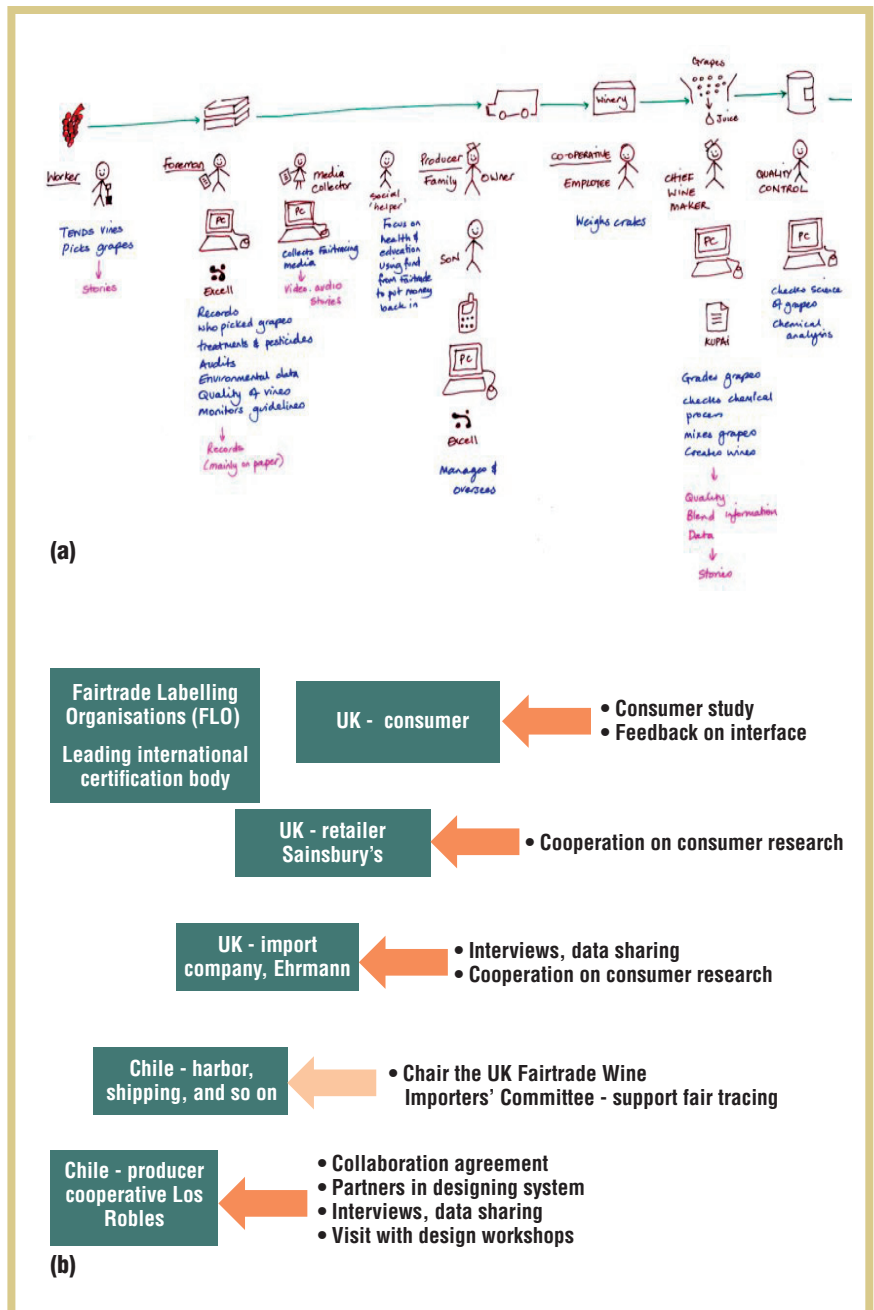 Grapes
Juice
Winery
Worker
TENDS vines
Picks grapes
Stories
Foreman
PC
Excell
Records
who picked grapes
treatments & pesticides
Audits
Environmental data
Quality of vines
Monitors guidelines
Records
(mainly on paper)
media
collector
PC
Collects Fairtracing
media
Video, audio
Stories
Social
'helper'
Focus on
health &
education
using fund
from Fairtrade
to put money
back in
Producer
Family
OWNER
SON
PC
Excell
Manages &
oversees
CO-OPERATIVE
EMPLOYEE
Weighs crates
CHIEF
WINE
MAKER
PC
KUPAI
Grades grapes
checks chemical
process
mixes grapes
Creates wines
Quality
Blend information
Data
Stories
QUALITY
CONTROL
PC
checks science
of grapes
Chemical
analysis
(a)
Fairtrade Labelling
Organisations (FLO)
Leading international
certification body
UK - consumer
• Consumer study
• Feedback on interface
UK - retailer
Sainsbury's
• Cooperation on consumer research
UK - import
company, Ehrmann
• Interviews, data sharing
• Cooperation on consumer research
Chile - harbor,
shipping, and so on
• Chair the UK Fairtrade Wine
Importers' Committee - support fair tracing
Chile - producer
cooperative Los
Robles
• Collaboration agreement
• Partners in designing system
• Interviews, data sharing
• Visit with design workshops
(b)